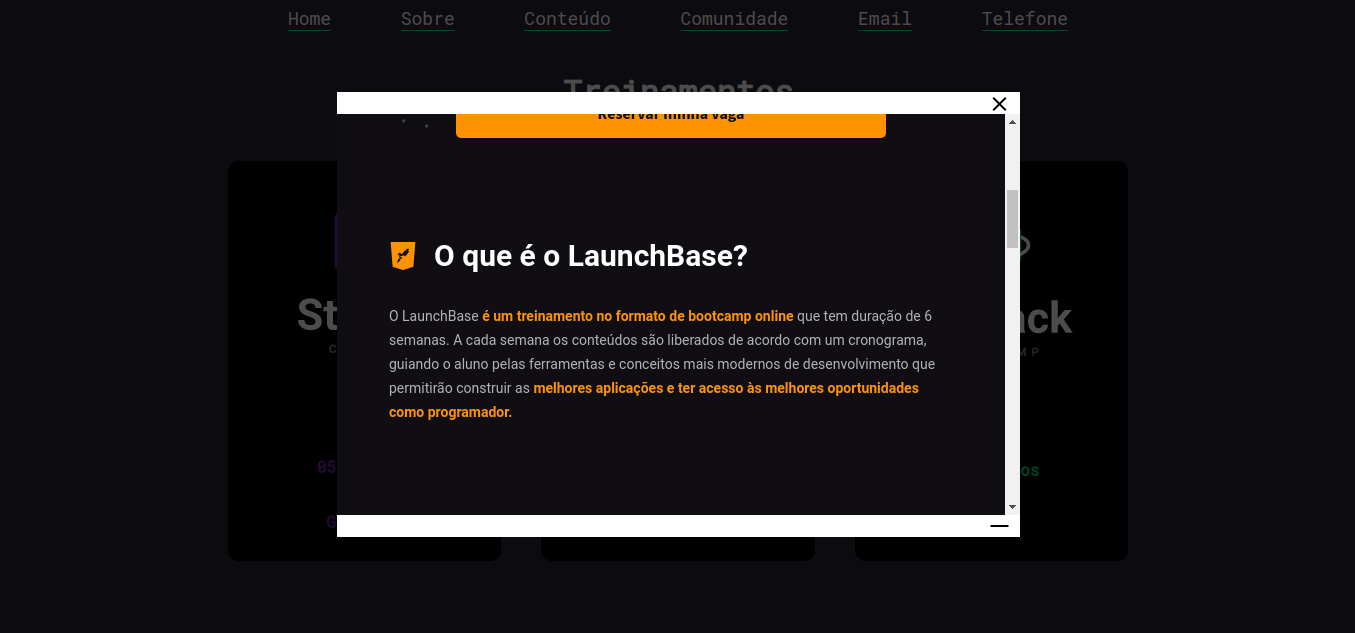 Home Sobre Conteúdo Comunidade Email Telefone
Treinamentos
Reservar minha vaga
O que é o LaunchBase?
O LaunchBase é um treinamento no formato de bootcamp online que tem duração de 6
semanas. A cada semana os conteúdos são liberados de acordo com um cronograma,
guiando o aluno pelas ferramentas e conceitos mais modernos de desenvolvimento que
permitirão construir as melhores aplicações e ter acesso às melhores oportunidades
como programador.
St
ack
C
M P
05
os
G